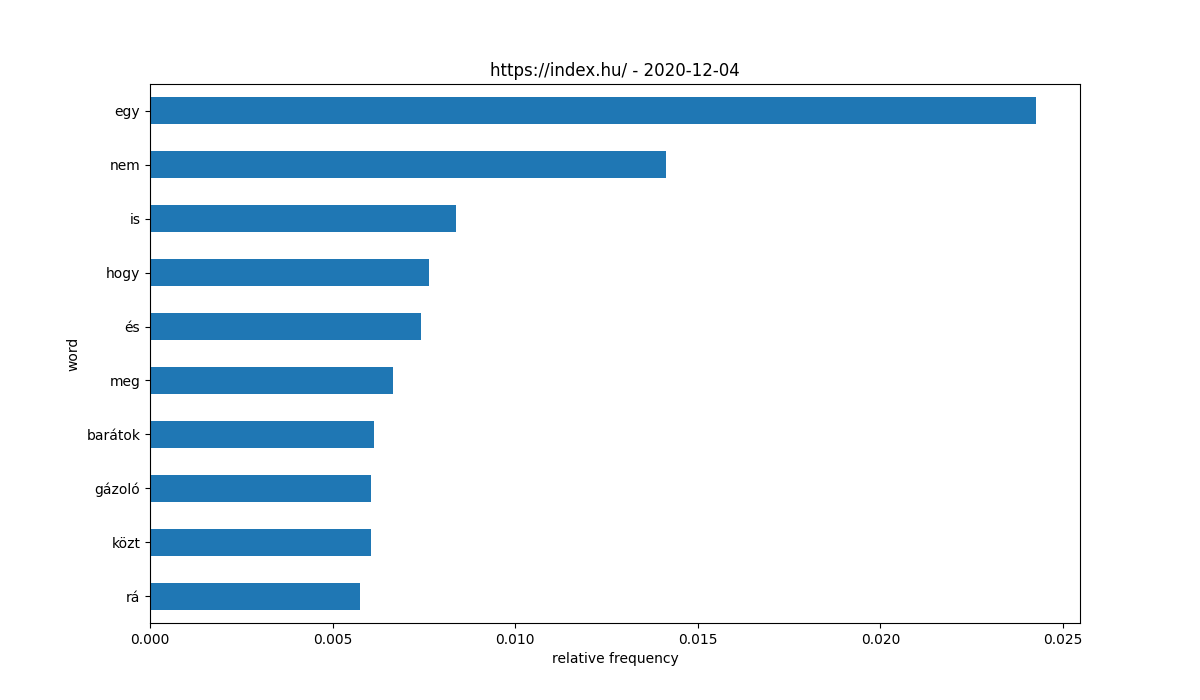 https://index.hu/ - 2020-12-04
egy
nem
is
hogy
és
meg
barátok
gázoló
közt
rá
word
0.000 0.005 0.010 0.015 0.020 0.025
relative frequency